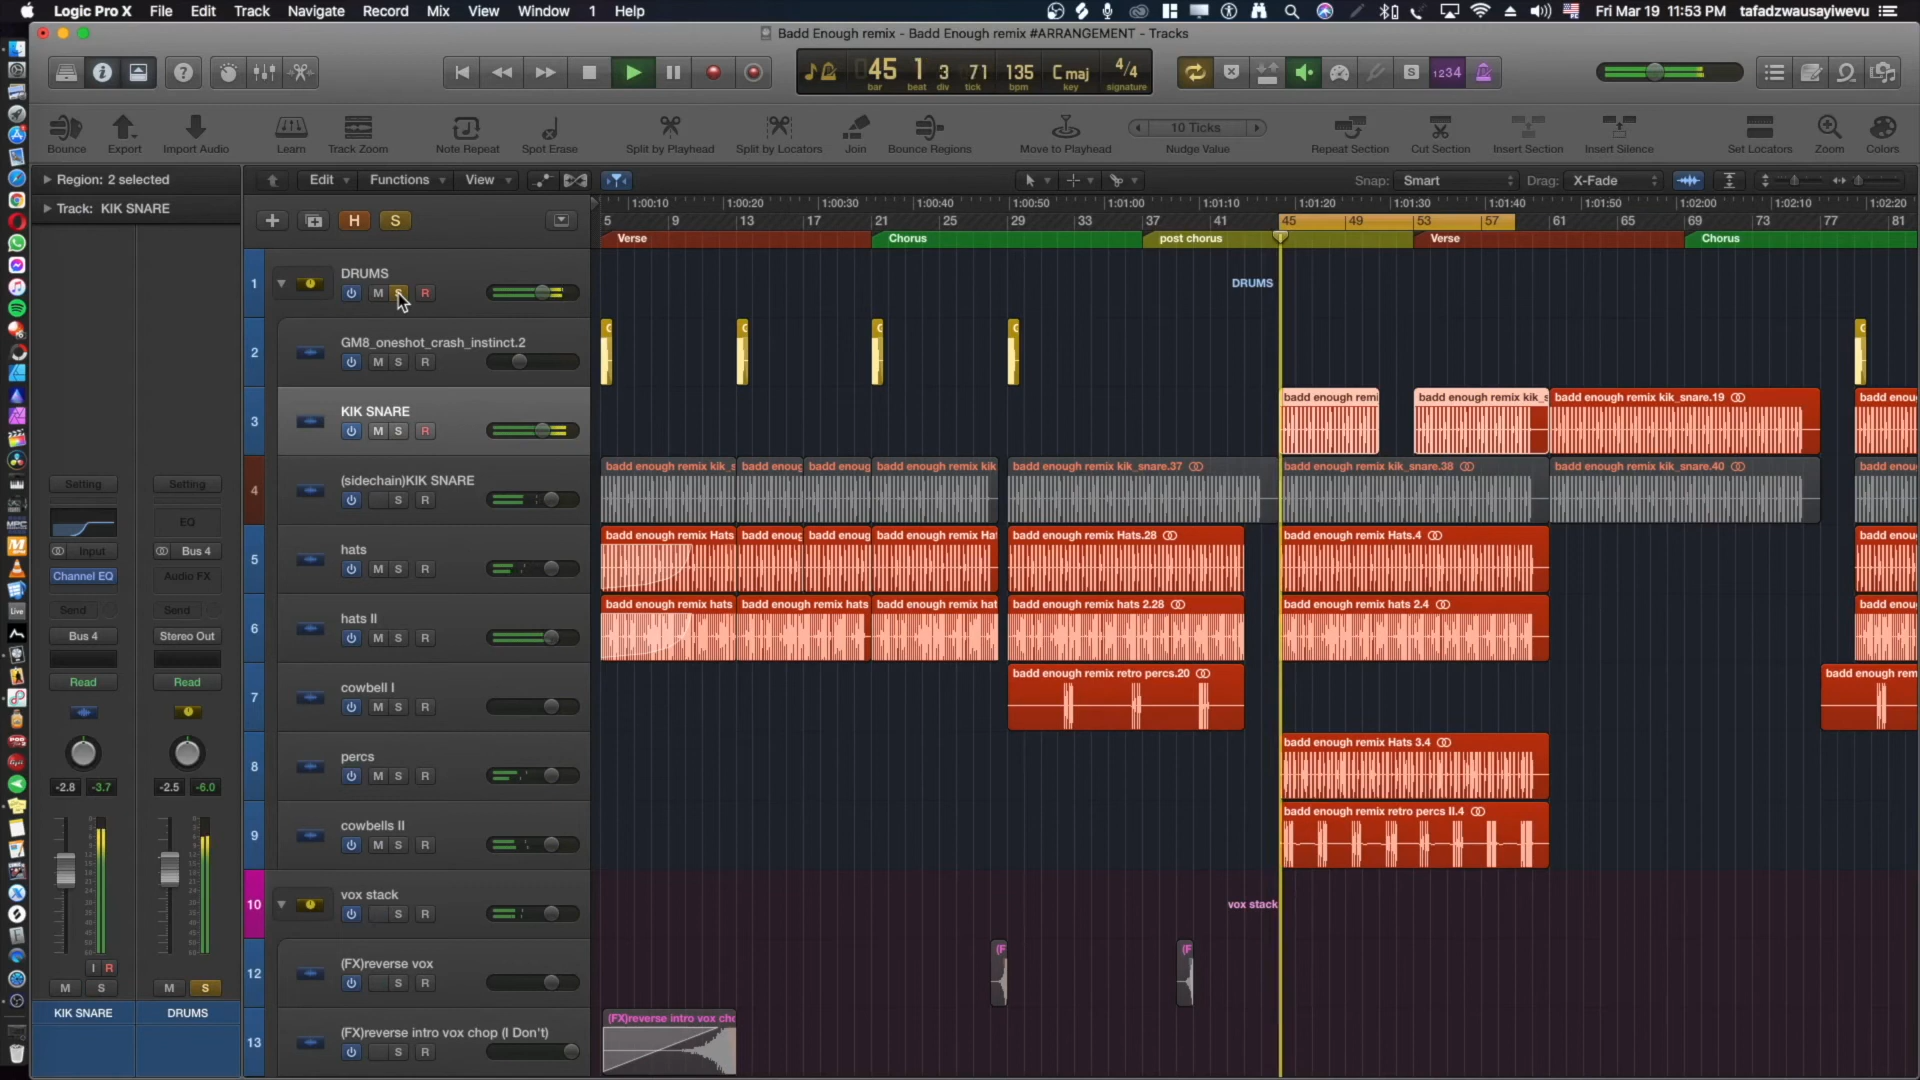 Logic Pro X File Edit Track Navigate Record Mix View Window 1 Help
Fri Mar 19 11:53 PM tafadzwausayiwevu
Badd Enough remix - Badd Enough remix #ARRANGEMENT - Tracks
45 1 3 71 135 C maj 4/4
bar beat div tick bpm key signature
S 1234
Bounce Export Import Audio Learn Track Zoom Note Repeat Spot Erase Split by Playhead Split by Locators Join Bounce Regions Move to Playhead 10 Ticks Nudge Value Repeat Section Cut Section Insert Section Insert Silence Set Locators Zoom Colors
Region: 2 selected
Edit Functions View
Snap: Smart Drag: X-Fade
Track: KIK SNARE
H S
1:00:10 1:00:20 1:00:30 1:00:40 1:00:50 1:01:00 1:01:10 1:01:20 1:01:30 1:01:40 1:01:50 1:02:00 1:02:10 1:02:20
5 9 13 17 21 25 29 33 37 41 45 49 53 57 61 65 69 73 77 81
Verse Chorus post chorus Verse Chorus
1 DRUMS
M S R
DRUMS
2 GM8_oneshot_crash_instinct.2
M S R
3 KIK SNARE
M S R
badd enough remi badd enough remix kik_s badd enough remix kik_snare.19 badd enou
4 (sidechain)KIK SNARE
S R
badd enough remix kik_s badd enoug badd enoug badd enough remix kik badd enough remix kik_snare.37 badd enough remix kik_snare.38 badd enough remix kik_snare.40 badd enou
5 hats
M S R
badd enough remix Hats badd enoug badd enoug badd enough remix Hat badd enough remix Hats.28 badd enough remix Hats.4 badd enou
6 hats II
M S R
badd enough remix hats badd enough remix hats badd enough remix hat badd enough remix hats 2.28 badd enough remix hats 2.4 badd enou
7 cowbell I
M S R
badd enough remix retro percs.20 badd enough rem
8 percs
M S R
badd enough remix Hats 3.4
9 cowbells II
M S R
badd enough remix retro percs II.4
10 vox stack
S R
vox stack
12 (FX)reverse vox
S R
(F (F
13 (FX)reverse intro vox chop (I Don't)
S R
(FX)reverse intro vox cho
Setting Setting
EQ
Input Bus 4
Channel EQ Audio FX
Send Send
Bus 4 Stereo Out
Read Read
-2.8 -3.7 -2.5 -6.0
I R
M S M S
KIK SNARE DRUMS